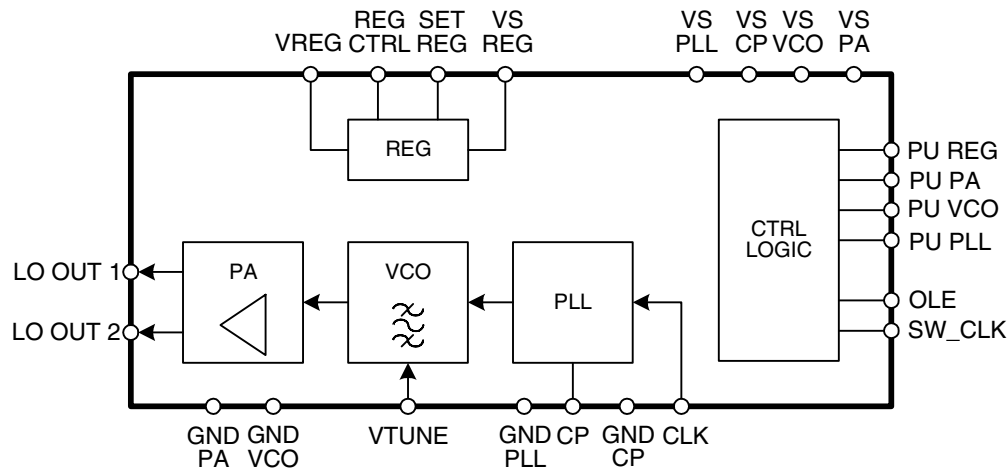 VREG
REG
CTRL
SET
REG
VS
REG
VS
PLL
VS
CP
VS
VCO
VS
PA
REG
CTRL
LOGIC
PU REG
PU PA
PU VCO
PU PLL
OLE
SW_CLK
LO OUT 1
LO OUT 2
PA
VCO
PLL
GND
PA
GND
VCO
VTUNE
GND
PLL
CP
GND
CP
CLK